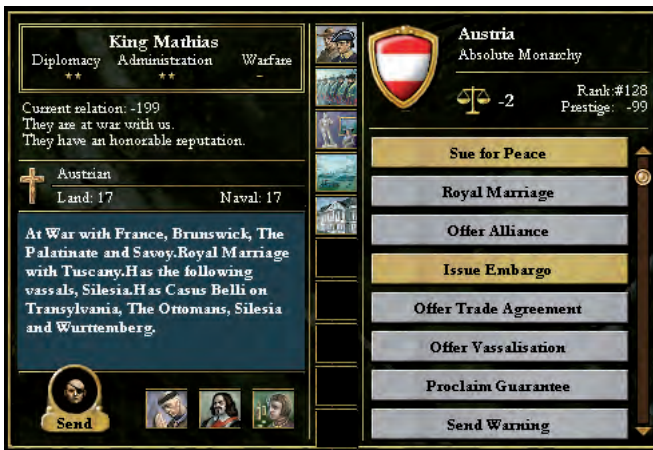 King Mathias
Diplomacy Administration Warfare
** ** -
Current relation: -199
They are at war with us.
They have an honorable reputation.
Austrian
Land: 17 Naval: 17
At War with France, Brunswick, The
Palatinate and Savoy.Royal Marriage
with Tuscany.Has the following
vassals, Silesia.Has Casus Belli on
Transylvania, The Ottomans, Silesia
and Wurttemberg.
Send
Austria
Absolute Monarchy
-2
Rank:#128
Prestige: -99
Sue for Peace
Royal Marriage
Offer Alliance
Issue Embargo
Offer Trade Agreement
Offer Vassalisation
Proclaim Guarantee
Send Warning